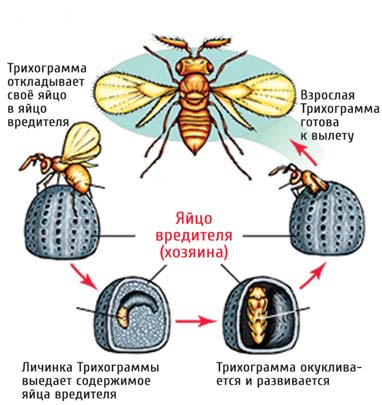 Трихограмма
откладывает
своё яйцо
в яйцо
вредителя
Взрослая
Трихограмма
готова
к вылету
Яйцо
вредителя
(хозяина)
Личинка Трихограммы
выедает содержимое
яйца вредителя
Трихограмма окуклива-
ется и развивается